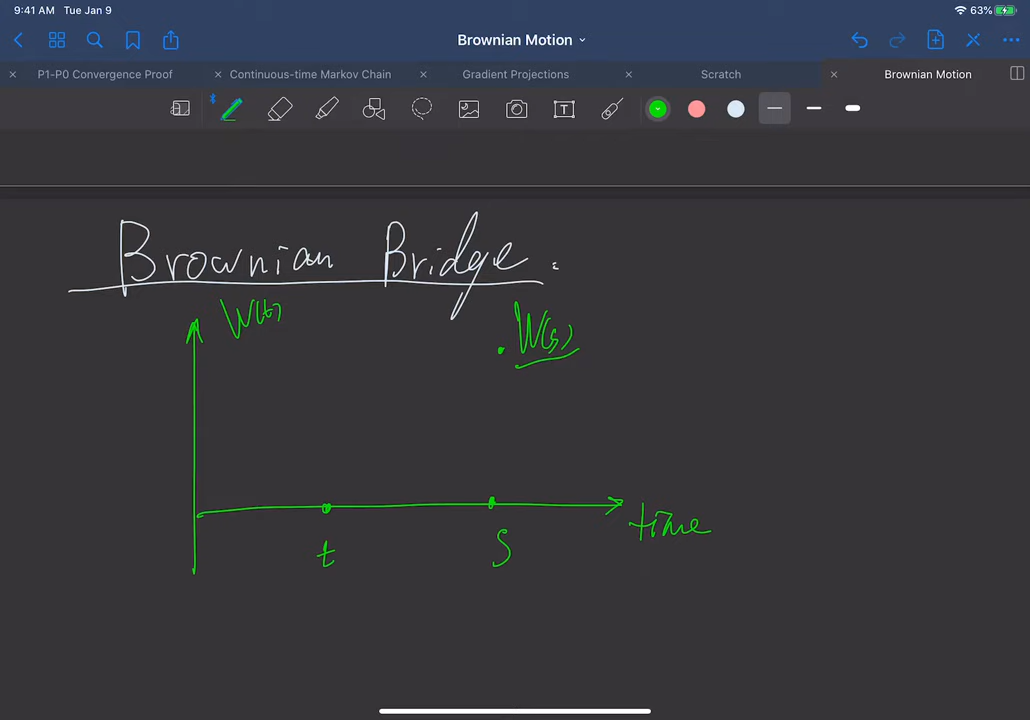 9:41 AM Tue Jan 9
63%
Brownian Motion
P1-P0 Convergence Proof
Continuous-time Markov Chain
Gradient Projections
Scratch
Brownian Motion
T
Brownian Bridge.
W(t)
W(s)
time
t
s